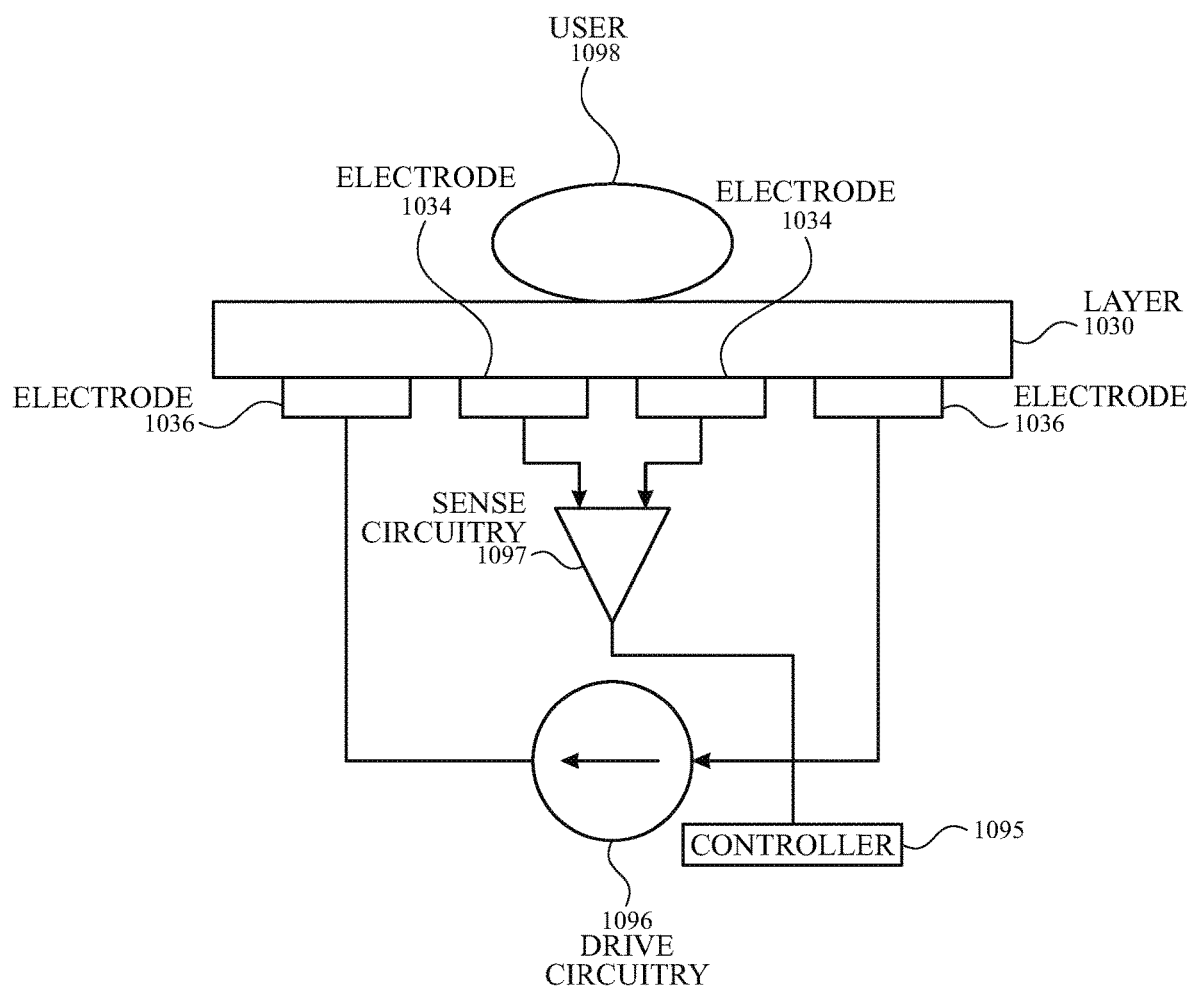 USER
1098
ELECTRODE
1034
ELECTRODE
1034
LAYER
1030
ELECTRODE
1036
ELECTRODE
1036
SENSE
CIRCUITRY
1097
CONTROLLER
1095
1096
DRIVE
CIRCUITRY